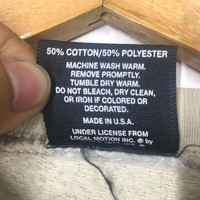 50% COTTON/50% POLYESTER
MACHINE WASH WARM.
REMOVE PROMPTLY.
TUMBLE DRY WARM.
DO NOT BLEACH, DRY CLEAN,
OR IRON IF COLORED OR
DECORATED.
MADE IN U.S.A.
UNDER LICENSE FROM
LOCAL MOTION INC. ® by